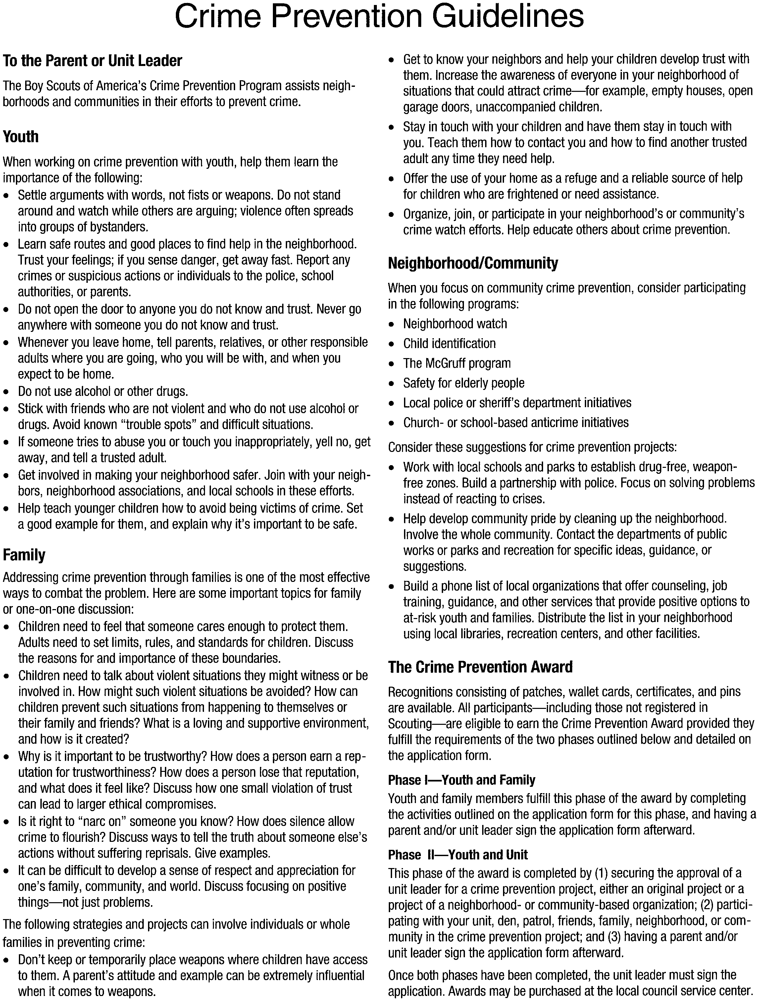 Crime Prevention Guidelines
To the Parent or Unit Leader
The Boy Scouts of America's Crime Prevention Program assists neigh-
borhoods and communities in their efforts to prevent crime.
Youth
When working on crime prevention with youth, help them learn the
importance of the following:
• Settle arguments with words, not fists or weapons. Do not stand
around and watch while others are arguing; violence often spreads
into groups of bystanders.
• Learn safe routes and good places to find help in the neighborhood.
Trust your feelings; if you sense danger, get away fast. Report any
crimes or suspicious actions or individuals to the police, school
authorities, or parents.
• Do not open the door to anyone you do not know and trust. Never go
anywhere with someone you do not know and trust.
• Whenever you leave home, tell parents, relatives, or other responsible
adults where you are going, who you will be with, and when you
expect to be home.
• Do not use alcohol or other drugs.
• Stick with friends who are not violent and who do not use alcohol or
drugs. Avoid known “trouble spots” and difficult situations.
• If someone tries to abuse you or touch you inappropriately, yell no, get
away, and tell a trusted adult.
• Get involved in making your neighborhood safer. Join with your neigh-
bors, neighborhood associations, and local schools in these efforts.
• Help teach younger children how to avoid being victims of crime. Set
a good example for them, and explain why it's important to be safe.
Family
Addressing crime prevention through families is one of the most effective
ways to combat the problem. Here are some important topics for family
or one-on-one discussion:
• Children need to feel that someone cares enough to protect them.
Adults need to set limits, rules, and standards for children. Discuss
the reasons for and importance of these boundaries.
• Children need to talk about violent situations they might witness or be
involved in. How might such violent situations be avoided? How can
children prevent such situations from happening to themselves or
their family and friends? What is a loving and supportive environment,
and how is it created?
• Why is it important to be trustworthy? How does a person earn a rep-
utation for trustworthiness? How does a person lose that reputation,
and what does it feel like? Discuss how one small violation of trust
can lead to larger ethical compromises.
• Is it right to “narc on” someone you know? How does silence allow
crime to flourish? Discuss ways to tell the truth about someone else's
actions without suffering reprisals. Give examples.
• It can be difficult to develop a sense of respect and appreciation for
one's family, community, and world. Discuss focusing on positive
things—not just problems.
The following strategies and projects can involve individuals or whole
families in preventing crime:
• Don't keep or temporarily place weapons where children have access
to them. A parent's attitude and example can be extremely influential
when it comes to weapons.
• Get to know your neighbors and help your children develop trust with
them. Increase the awareness of everyone in your neighborhood of
situations that could attract crime—for example, empty houses, open
garage doors, unaccompanied children.
• Stay in touch with your children and have them stay in touch with
you. Teach them how to contact you and how to find another trusted
adult any time they need help.
• Offer the use of your home as a refuge and a reliable source of help
for children who are frightened or need assistance.
• Organize, join, or participate in your neighborhood's or community's
crime watch efforts. Help educate others about crime prevention.
Neighborhood/Community
When you focus on community crime prevention, consider participating
in the following programs:
• Neighborhood watch
• Child identification
• The McGruff program
• Safety for elderly people
• Local police or sheriff's department initiatives
• Church- or school-based anticrime initiatives
Consider these suggestions for crime prevention projects:
• Work with local schools and parks to establish drug-free, weapon-
free zones. Build a partnership with police. Focus on solving problems
instead of reacting to crises.
• Help develop community pride by cleaning up the neighborhood.
Involve the whole community. Contact the departments of public
works or parks and recreation for specific ideas, guidance, or
suggestions.
• Build a phone list of local organizations that offer counseling, job
training, guidance, and other services that provide positive options to
at-risk youth and families. Distribute the list in your neighborhood
using local libraries, recreation centers, and other facilities.
The Crime Prevention Award
Recognitions consisting of patches, wallet cards, certificates, and pins
are available. All participants—including those not registered in
Scouting—are eligible to earn the Crime Prevention Award provided they
fulfill the requirements of the two phases outlined below and detailed on
the application form.
Phase I—Youth and Family
Youth and family members fulfill this phase of the award by completing
the activities outlined on the application form for this phase, and having a
parent and/or unit leader sign the application form afterward.
Phase II—Youth and Unit
This phase of the award is completed by (1) securing the approval of a
unit leader for a crime prevention project, either an original project or a
project of a neighborhood- or community-based organization; (2) partici-
pating with your unit, den, patrol, friends, family, neighborhood, or com-
munity in the crime prevention project; and (3) having a parent and/or
unit leader sign the application form afterward.
Once both phases have been completed, the unit leader must sign the
application. Awards may be purchased at the local council service center.